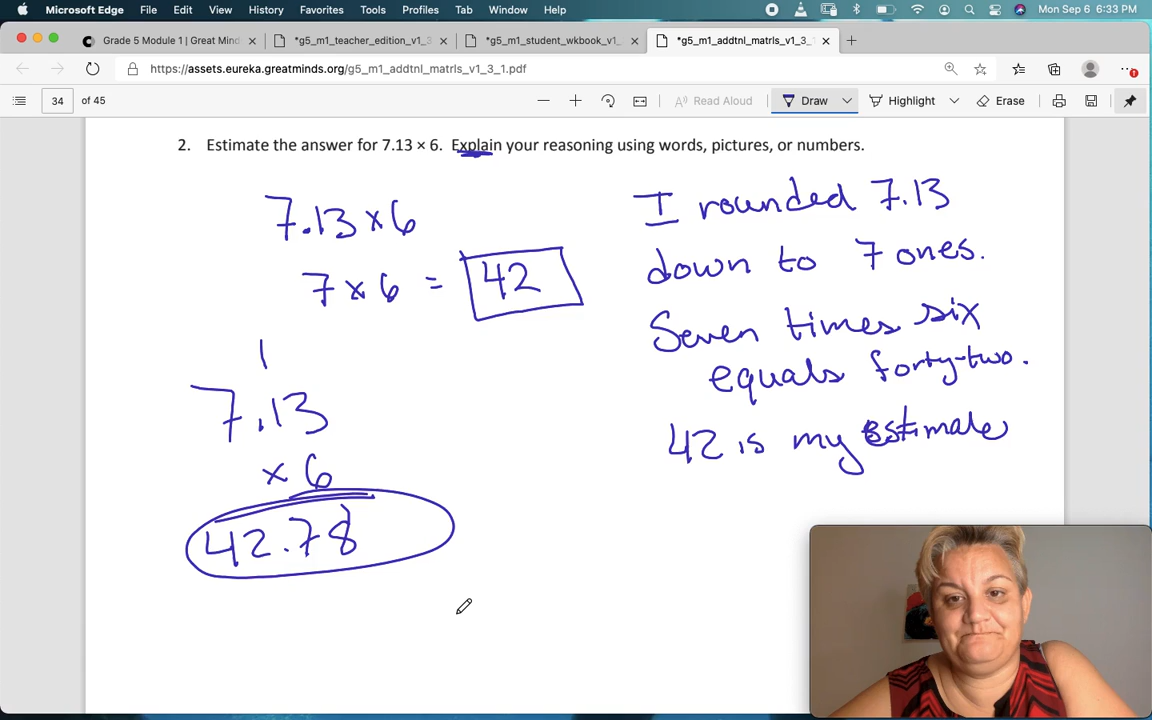 Microsoft Edge File Edit View History Favorites Tools Profiles Tab Window Help Mon Sep 6 6:33 PM
Grade 5 Module 1 | Great Mind *g5_m1_teacher_edition_v1_3_ *g5_m1_student_wkbook_v1_ *g5_m1_addtnl_matrls_v1_3_1.
https://assets.eureka.greatminds.org/g5_m1_addtnl_matrls_v1_3_1.pdf
34 of 45 Read Aloud Draw Highlight Erase
2. Estimate the answer for 7.13 × 6. Explain your reasoning using words, pictures, or numbers.
7.13 × 6
7 × 6 = 42
1
7.13
× 6
42.78
I rounded 7.13
down to 7 ones.
Seven times six
equals forty-two.
42 is my estimate